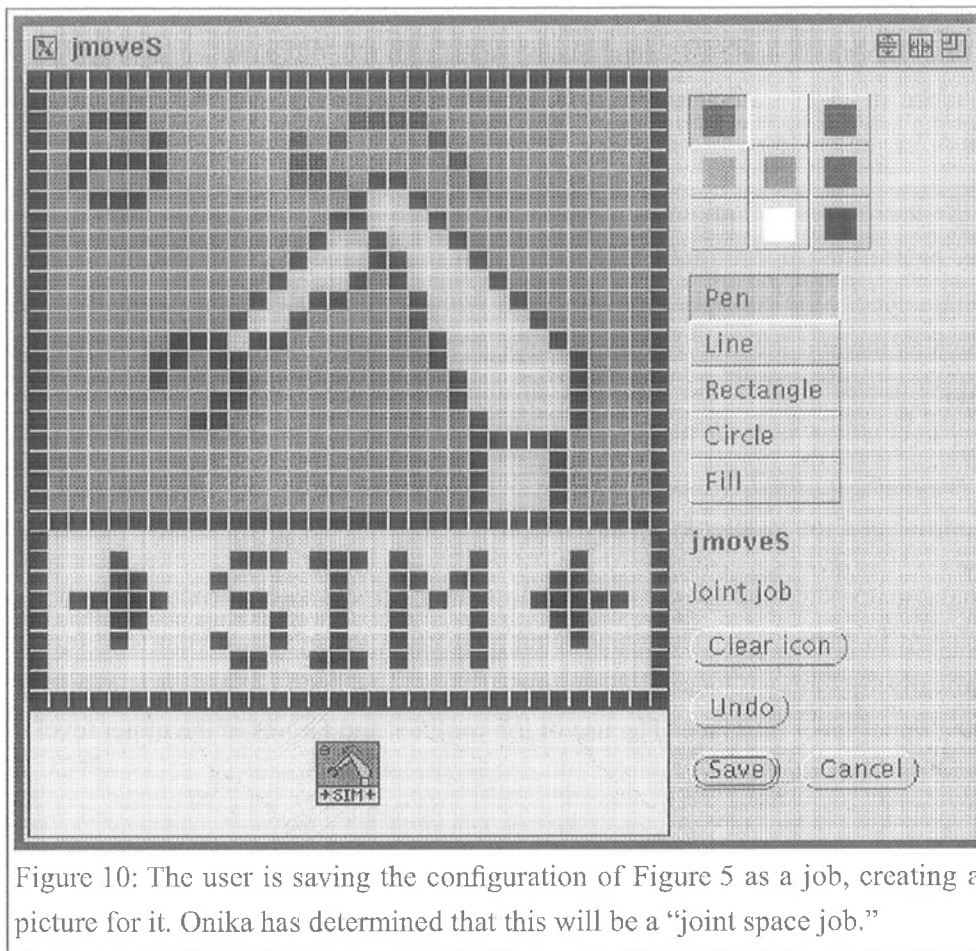 jmoveS
Pen
Line
Rectangle
Circle
Fill
SIM
jmoveS
Joint job
Clear icon
Undo
Save
Cancel
SIM
Figure 10: The user is saving the configuration of Figure 5 as a job, creating a
picture for it. Onika has determined that this will be a “joint space job.”